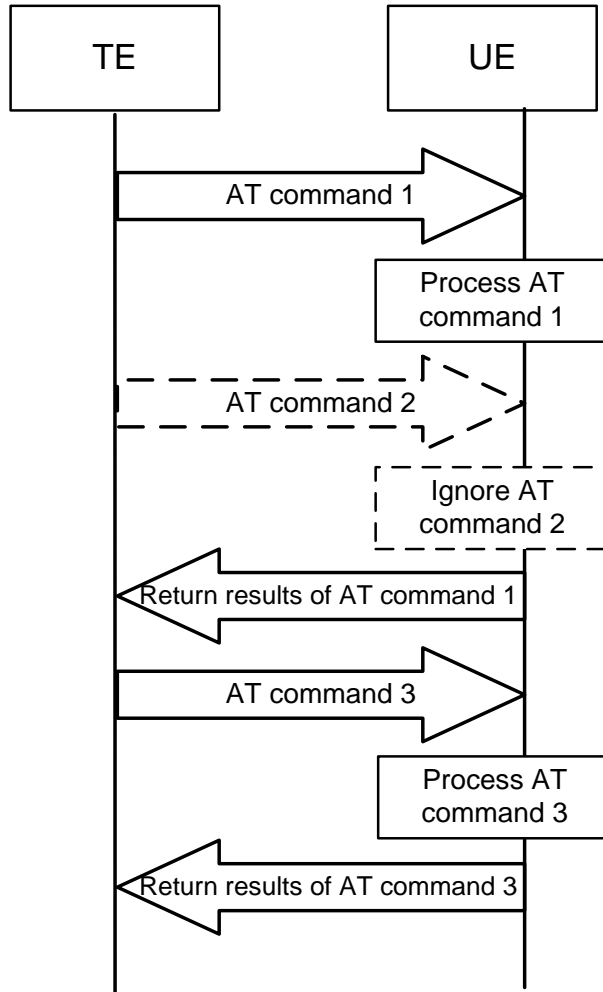 TE
UE
AT command 1
Process AT
command 1
AT command 2
Ignore AT
command 2
Return results of AT command 1
AT command 3
Process AT
command 3
Return results of AT command 3